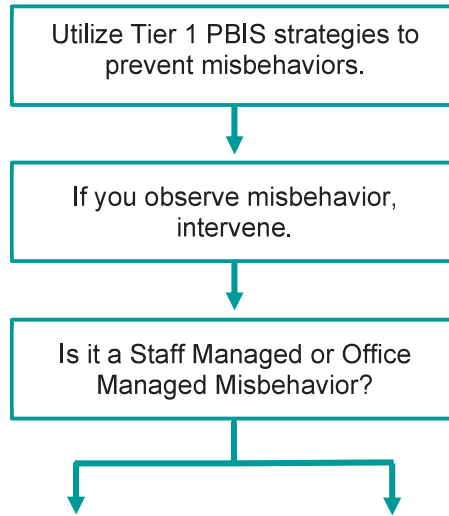 Utilize Tier 1 PBIS strategies to
prevent misbehaviors.
If you observe misbehavior,
intervene.
Is it a Staff Managed or Office
Managed Misbehavior?